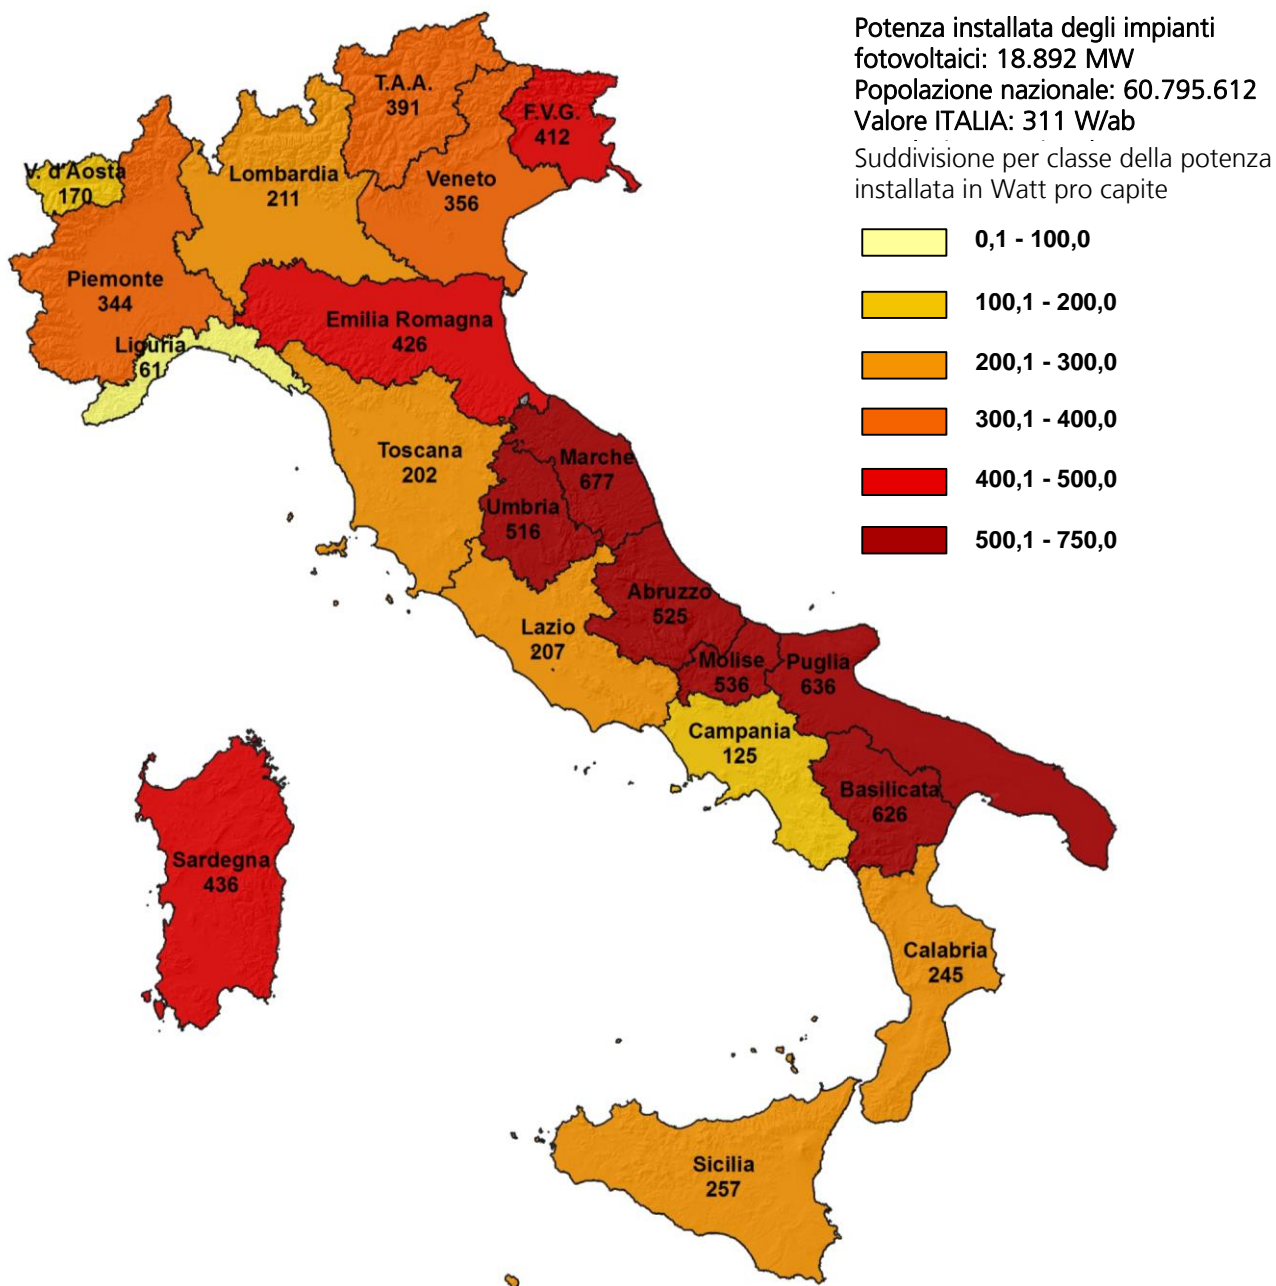 Potenza installata degli impianti
fotovoltaici: 18.892 MW
Popolazione nazionale: 60.795.612
Valore ITALIA: 311 W/ab
Suddivisione per classe della potenza
installata in Watt pro capite
0,1 - 100,0
100,1 - 200,0
200,1 - 300,0
300,1 - 400,0
400,1 - 500,0
500,1 - 750,0
T.A.A.
391
F.V.G.
412
V. d'Aosta
170
Lombardia
211
Veneto
356
Piemonte
344
Emilia Romagna
426
Liguria
61
Toscana
202
Marche
677
Umbria
516
Abruzzo
525
Lazio
207
Molise
536
Puglia
636
Campania
125
Basilicata
626
Sardegna
436
Calabria
245
Sicilia
257